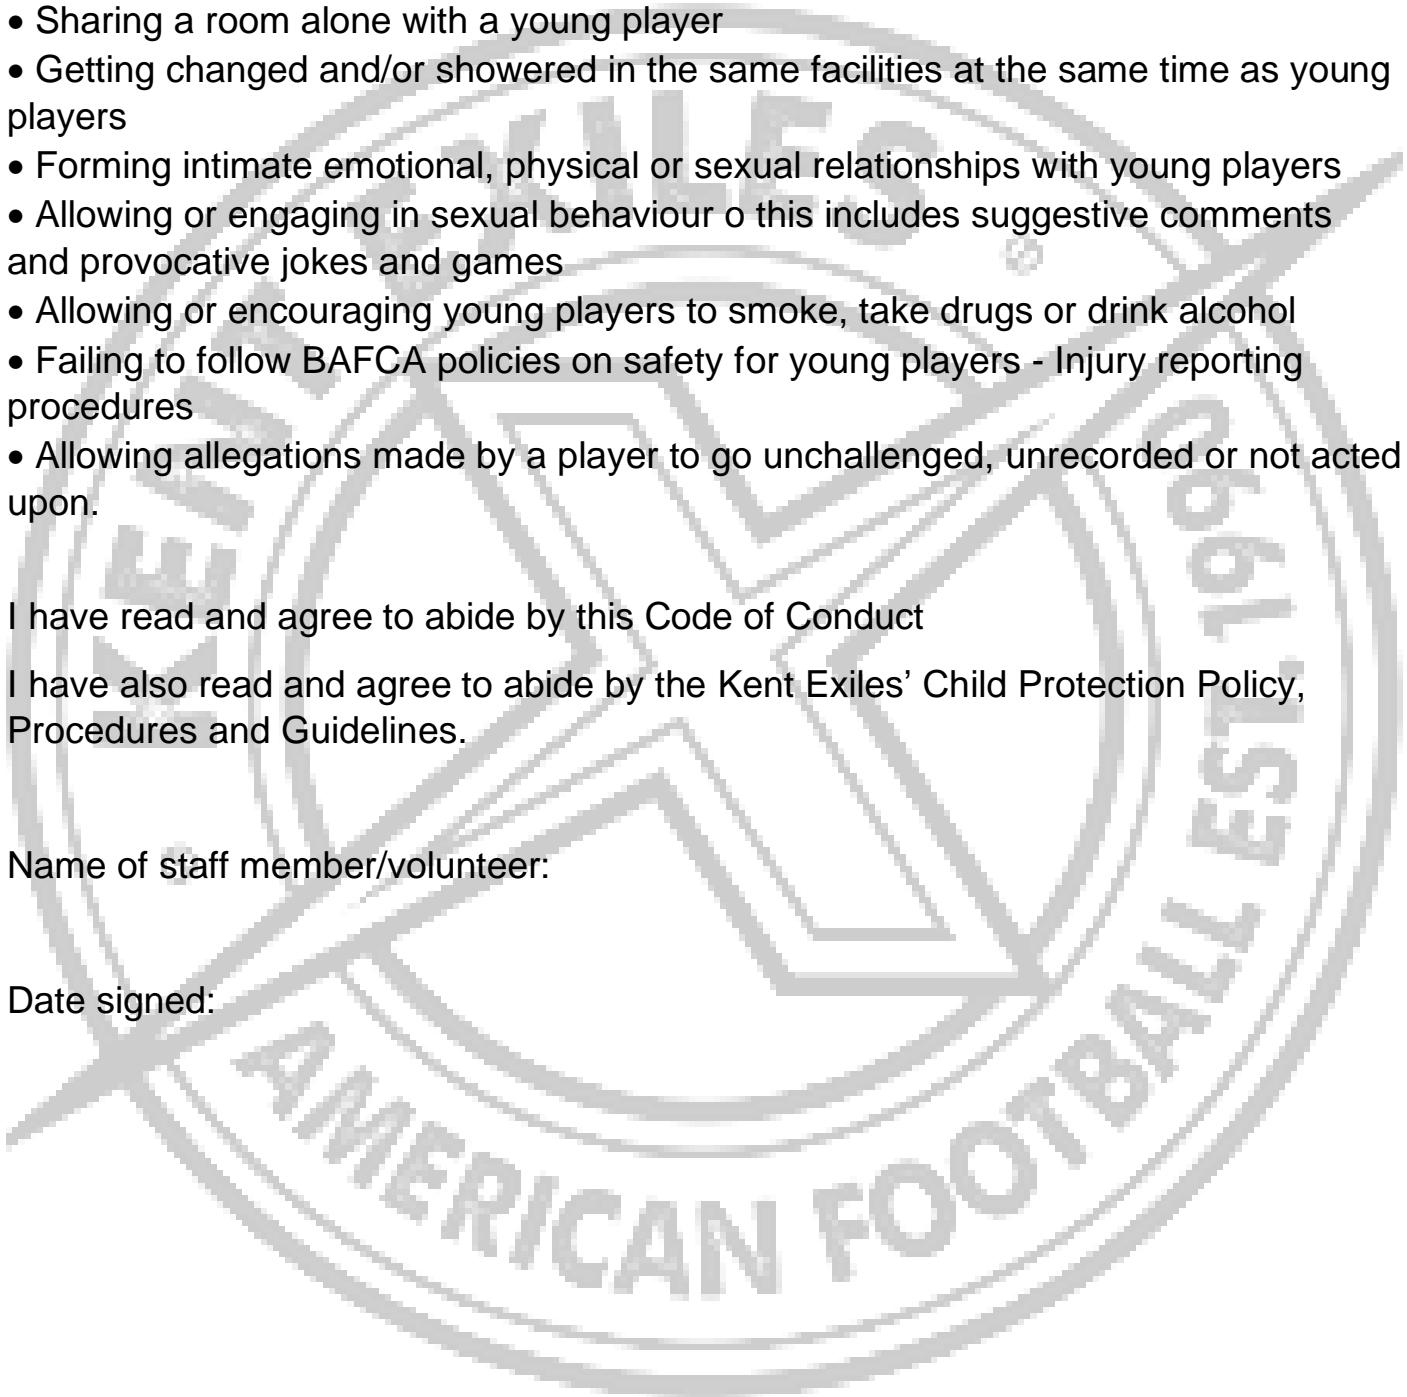 • Sharing a room alone with a young player
• Getting changed and/or showered in the same facilities at the same time as young
players
• Forming intimate emotional, physical or sexual relationships with young players
• Allowing or engaging in sexual behaviour o this includes suggestive comments
and provocative jokes and games
• Allowing or encouraging young players to smoke, take drugs or drink alcohol
• Failing to follow BAFCA policies on safety for young players - Injury reporting
procedures
• Allowing allegations made by a player to go unchallenged, unrecorded or not acted
upon.
I have read and agree to abide by this Code of Conduct
I have also read and agree to abide by the Kent Exiles’ Child Protection Policy,
Procedures and Guidelines.
Name of staff member/volunteer:
Date signed:
KENT EXILES
AMERICAN FOOTBALL EST. 1990